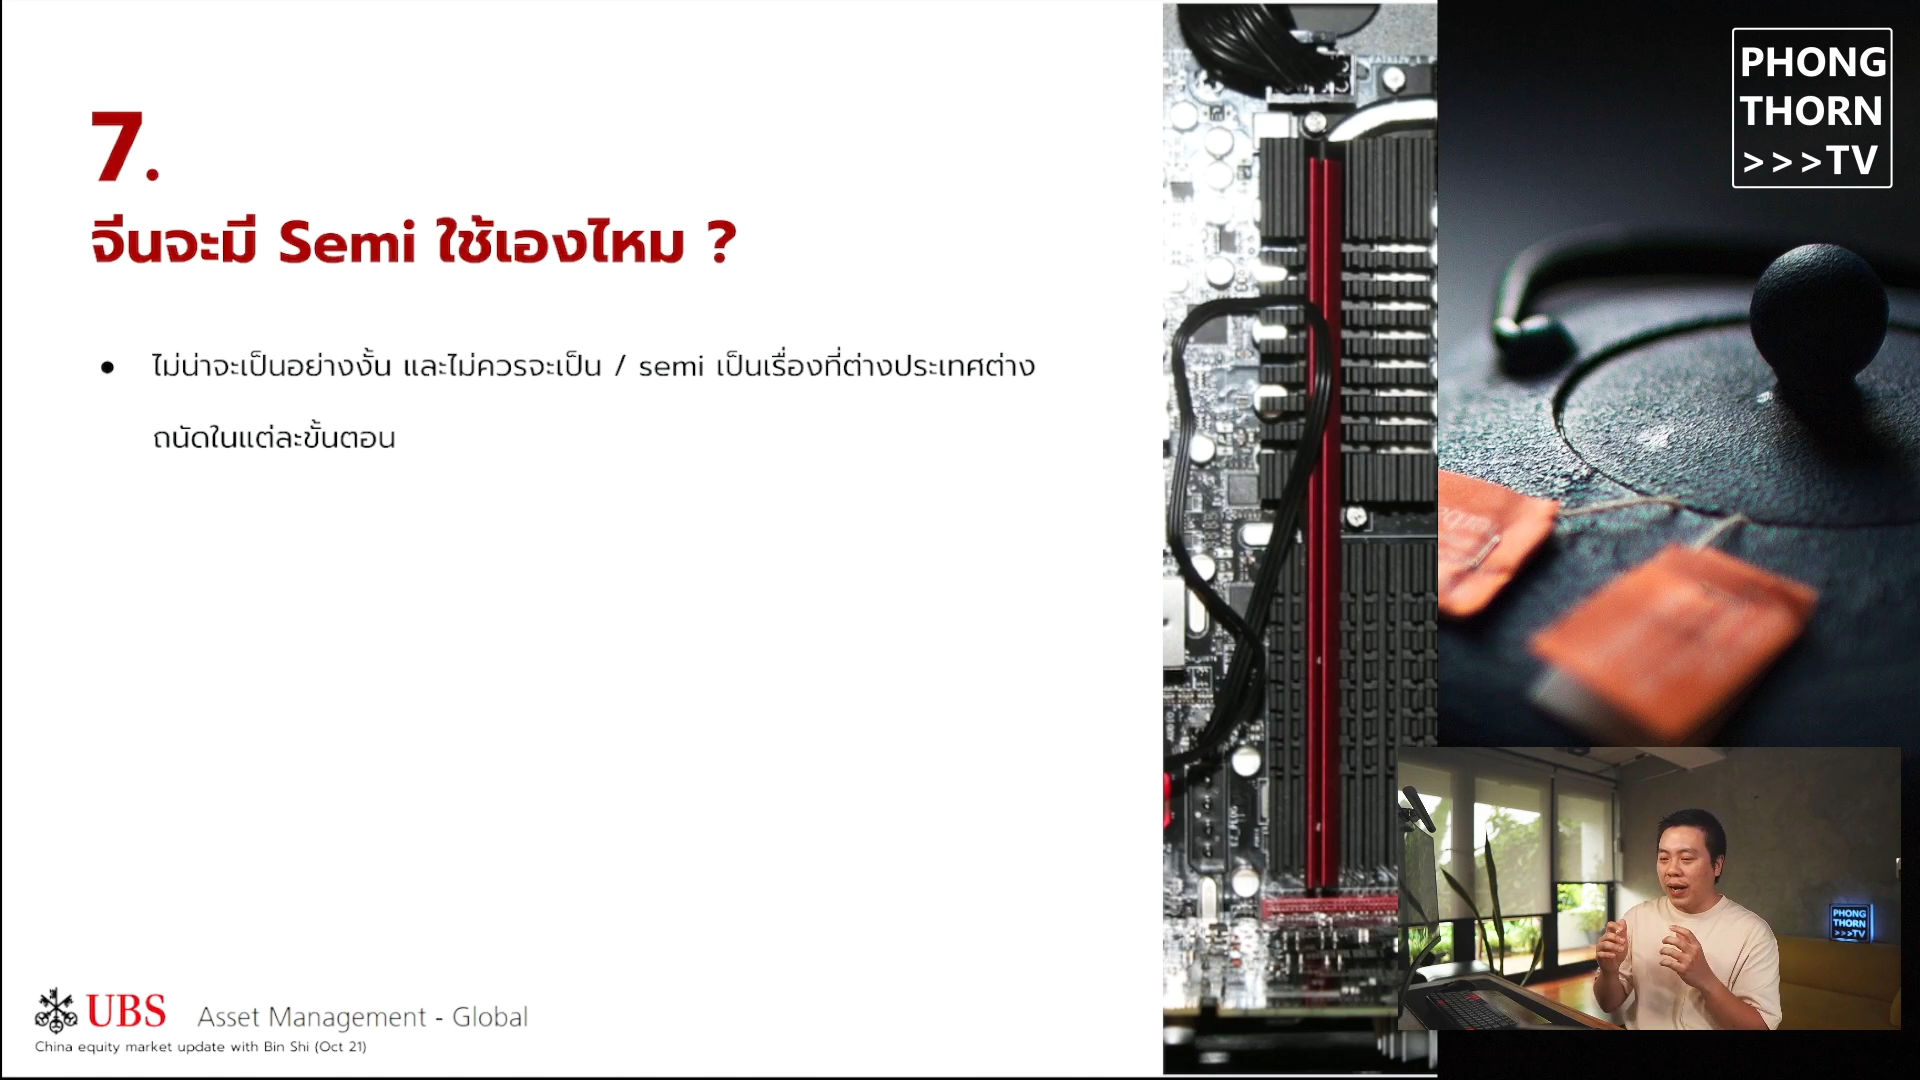 7.
จีนจะมี Semi ใช้เองไหม ?
● ไม่น่าจะเป็นอย่างงั้น และไม่ควรจะเป็น / semi เป็นเรื่องที่ต่างประเทศต่าง
ถนัดในแต่ละขั้นตอน
UBS Asset Management - Global
China equity market update with Bin Shi (Oct 21)
PHONG
THORN
>>>TV
PHONG
THORN
>>>TV